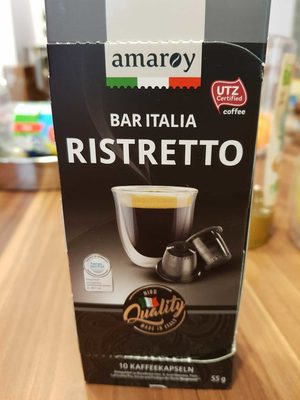 amaroy
UTZ
Certified
coffee
BAR ITALIA
RISTRETTO
Quality
MADE IN ITALY
10 KAFFEEKAPSELN
55 g